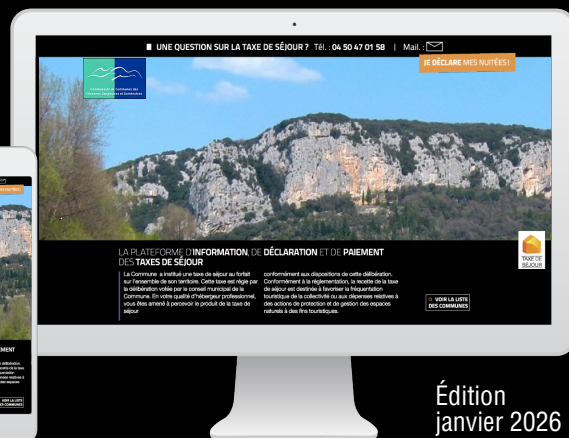 UNE QUESTION SUR LA TAXE DE SÉJOUR ? Tél. : 04 50 47 01 58 | Mail. :
JE DÉCLARE MES NUITÉES !
LA PLATEFORME D'INFORMATION, DE DÉCLARATION ET DE PAIEMENT
DES TAXES DE SÉJOUR
La Commune a institué une taxe de séjour au forfait
sur l'ensemble de son territoire. Cette taxe est régie par
la délibération votée par le conseil municipal de la
Commune. En votre qualité d'hébergeur professionnel,
vous êtes amené à percevoir le produit de la taxe de
séjour
conformément aux dispositions de cette délibération.
Conformément à la réglementation, la recette de la taxe
de séjour est destinée à favoriser la fréquentation
touristique de la collectivité ou aux dépenses relatives à
des actions de protection et de gestion des espaces
naturels à des fins touristiques.
TAXE DE
SÉJOUR
VOIR LA LISTE
DES COMMUNES
EMENT
VOIR LA LISTE
DES COMMUNES
Édition
janvier 2026